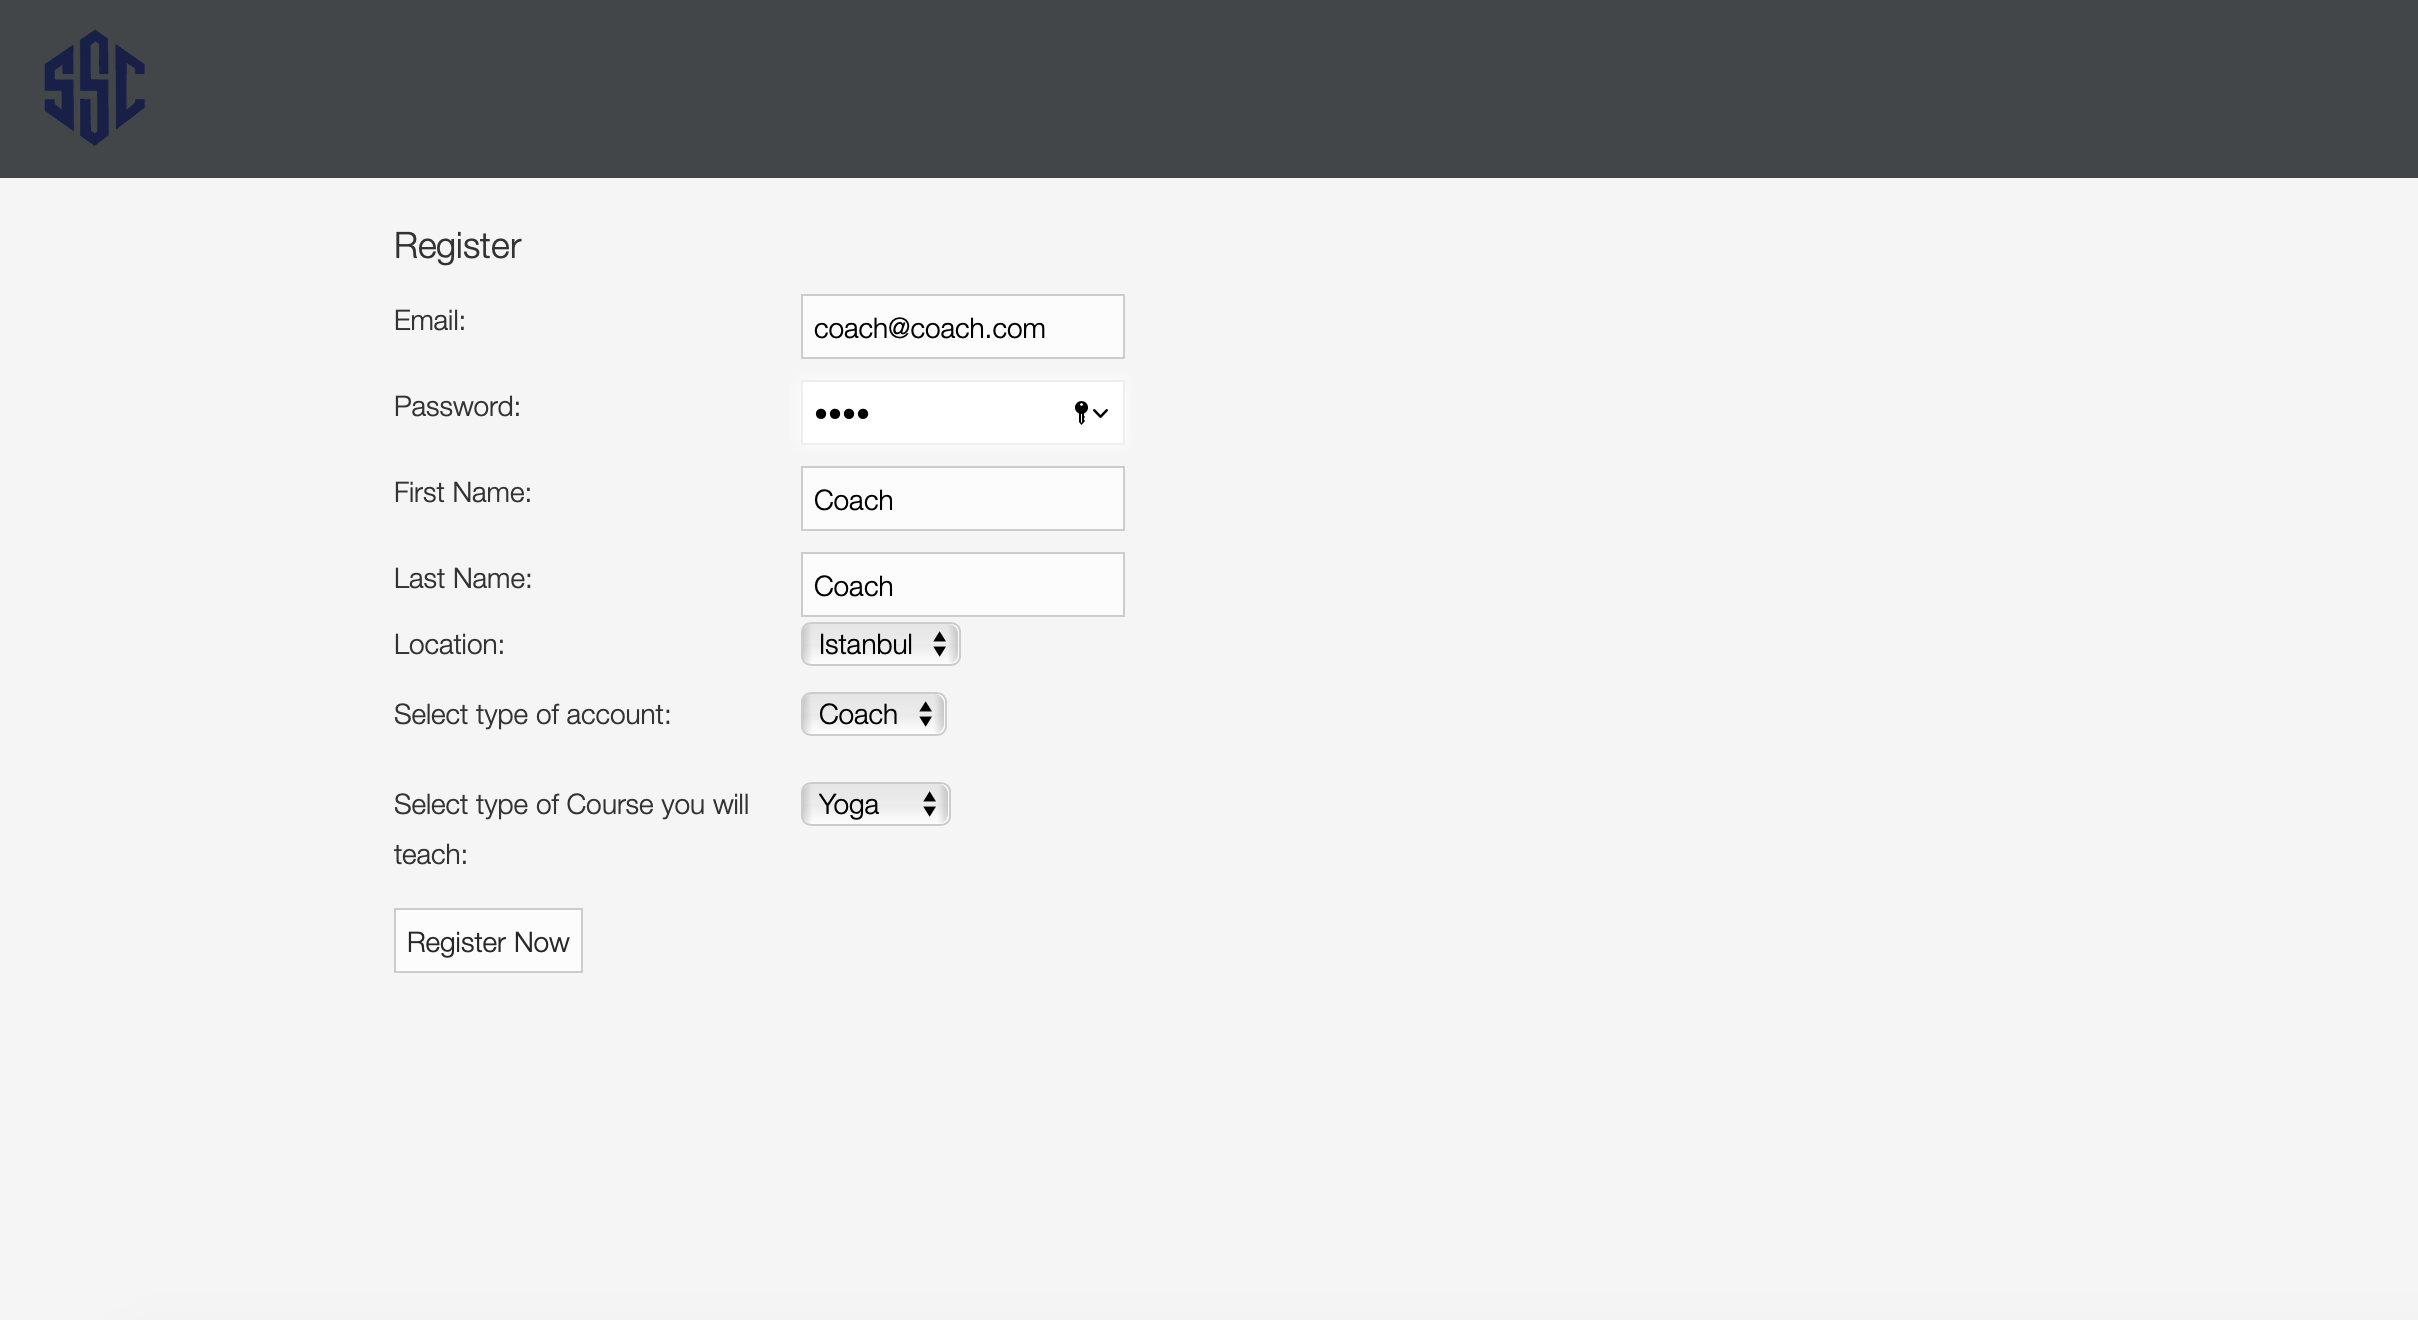 SSC
Register
Email:
coach@coach.com
Password:
••••
First Name:
Coach
Last Name:
Coach
Location:
Istanbul
Select type of account:
Coach
Select type of Course you will
teach:
Yoga
Register Now